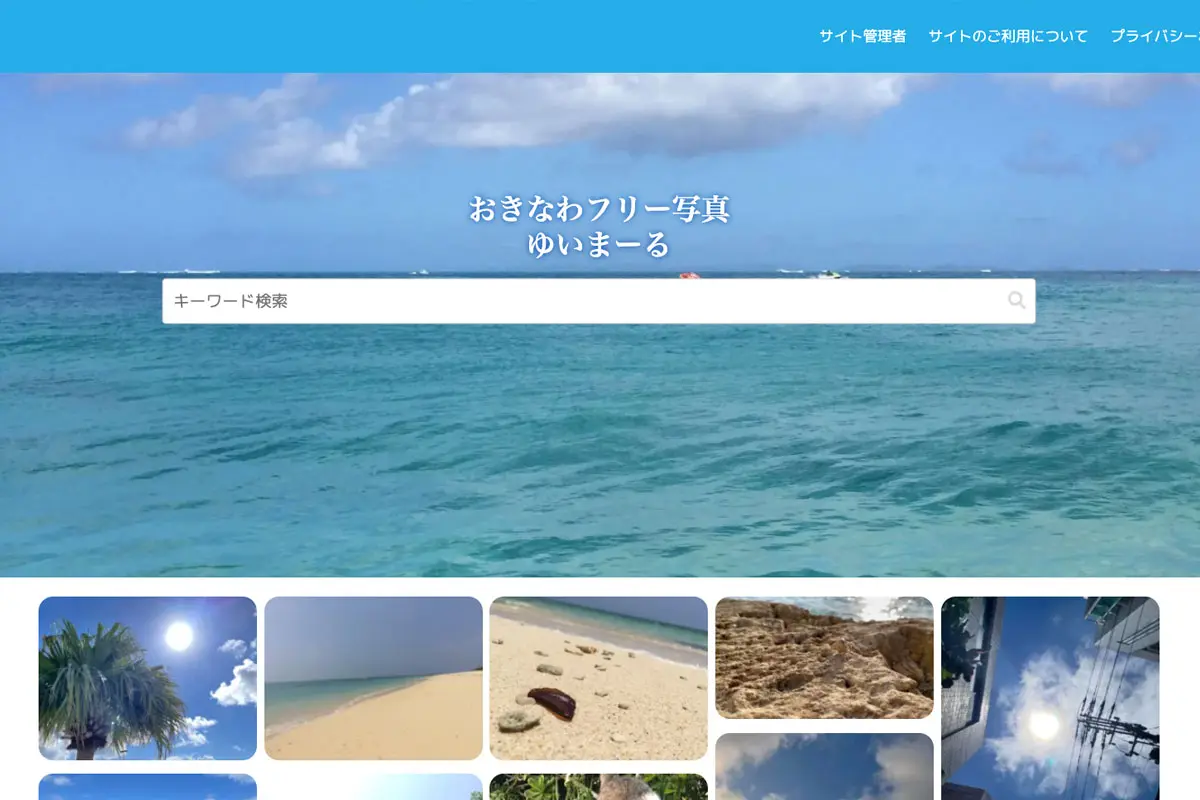 サイト管理者 サイトのご利用について プライバシー
おきなわフリー写真
ゆいまーる
キーワード検索